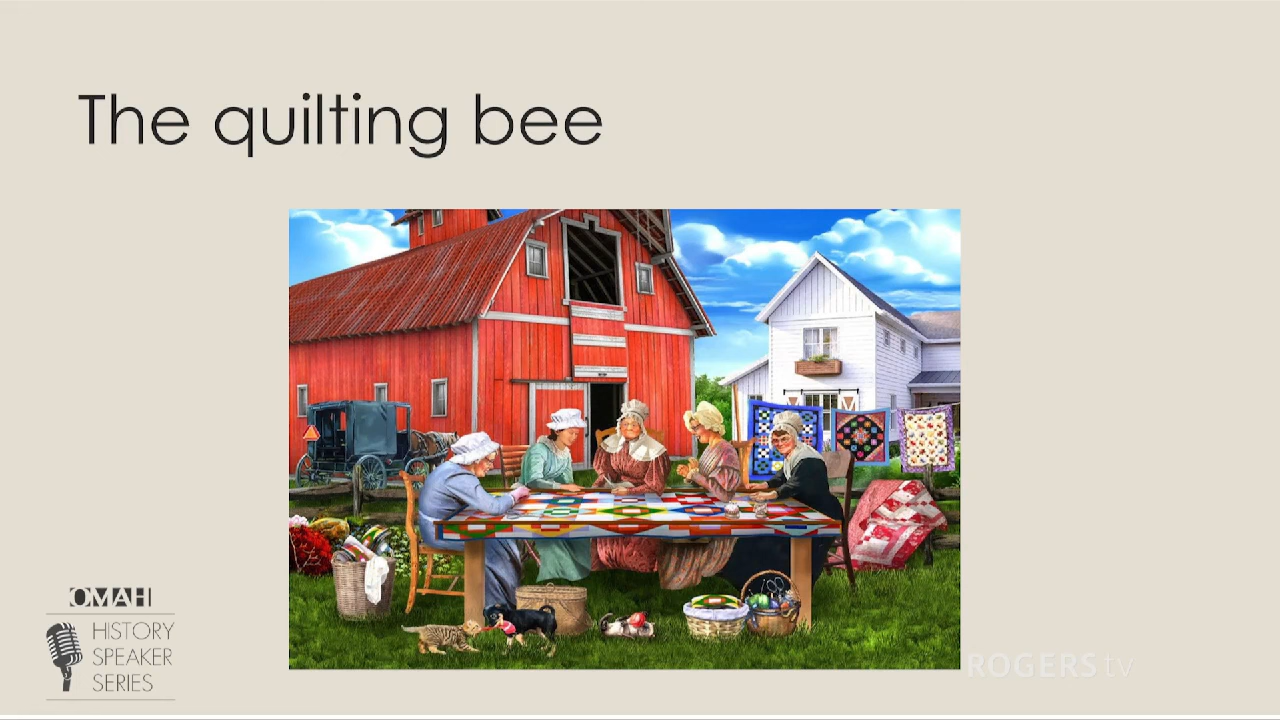 The quilting bee
OMAH
HISTORY
SPEAKER
SERIES
ROGERS tv